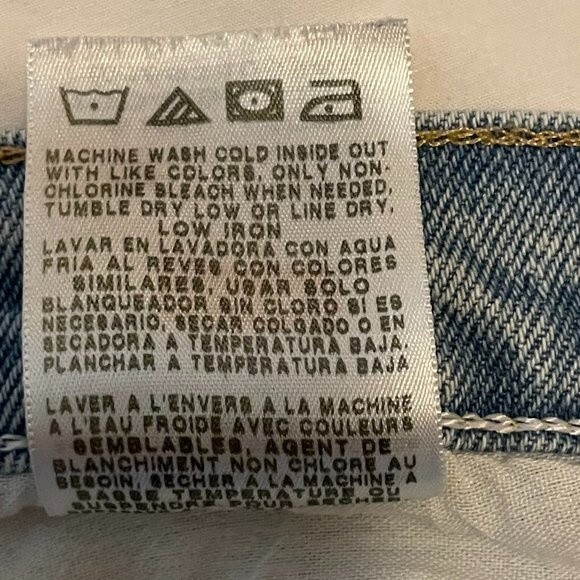 MACHINE WASH COLD INSIDE OUT
WITH LIKE COLORS, ONLY NON-
CHLORINE BLEACH WHEN NEEDED,
TUMBLE DRY LOW OR LINE DRY,
LOW IRON
LAVAR EN LAVADORA CON AGUA
FRIA AL REVES CON COLORES
SIMILARES, USAR SOLO
BLANQUEADOR SIN CLORO SI ES
NECESARIO, SECAR COLGADO O EN
SECADORA A TEMPERATURA BAJA,
PLANCHAR A TEMPERATURA BAJA
LAVER A L'ENVERS A LA MACHINE
A L'EAU FROIDE AVEC COULEURS
SEMBLABLES, AGENT DE
BLANCHIMENT NON CHLORE AU
BESOIN, SECHER A LA MACHINE A
BASSE TEMPERATURE OU
SUSPENDRE POUR SECHER